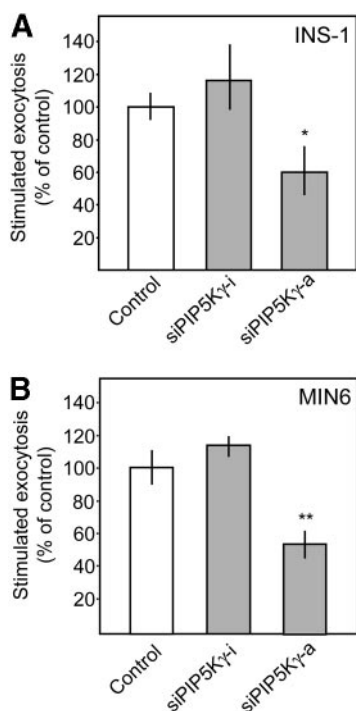 A
INS-1
Stimulated exocytosis
(% of control)
140
120
100
80
60
40
20
*
Control
siPIP5Kγ-i
siPIP5Kγ-a
B
MIN6
Stimulated exocytosis
(% of control)
140
120
100
80
60
40
20
**
Control
siPIP5Kγ-i
siPIP5Kγ-a